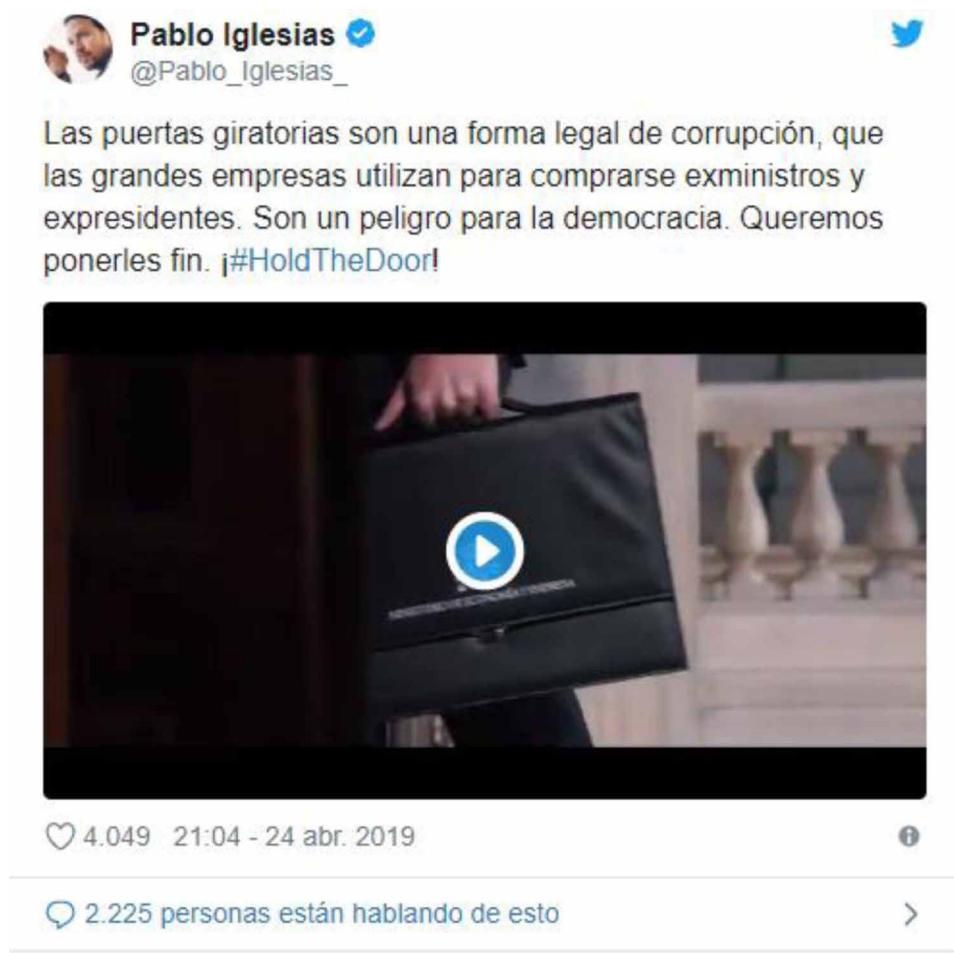 Pablo Iglesias
@Pablo_Iglesias_
Las puertas giratorias son una forma legal de corrupción, que
las grandes empresas utilizan para comprarse exministros y
expresidentes. Son un peligro para la democracia. Queremos
ponerles fin. ¡#HoldTheDoor!
4.049 21:04 - 24 abr. 2019
2.225 personas están hablando de esto